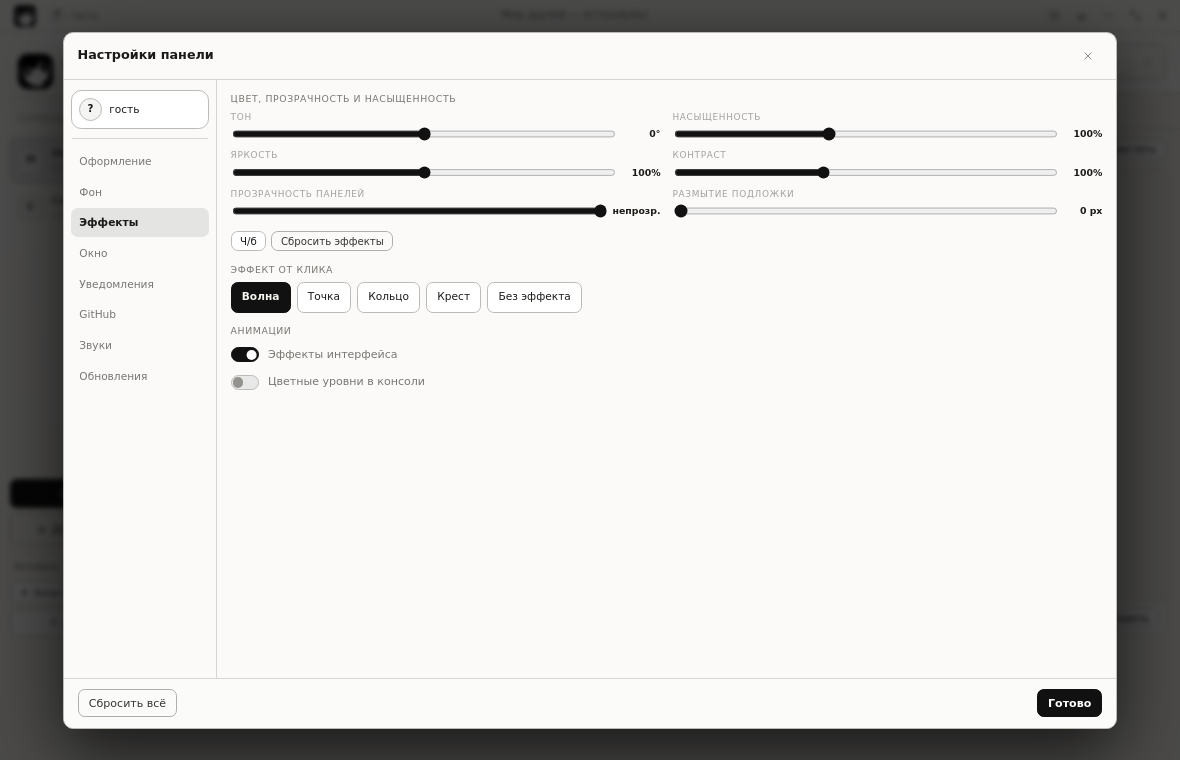 Настройки панели
? гость
Оформление
Фон
Эффекты
Окно
Уведомления
GitHub
Звуки
Обновления
ЦВЕТ, ПРОЗРАЧНОСТЬ И НАСЫЩЕННОСТЬ
ТОН 0°
НАСЫЩЕННОСТЬ 100%
ЯРКОСТЬ 100%
КОНТРАСТ 100%
ПРОЗРАЧНОСТЬ ПАНЕЛЕЙ непрозр.
РАЗМЫТИЕ ПОДЛОЖКИ 0 px
Ч/б Сбросить эффекты
ЭФФЕКТ ОТ КЛИКА
Волна Точка Кольцо Крест Без эффекта
АНИМАЦИИ
Эффекты интерфейса
Цветные уровни в консоли
Сбросить всё Готово